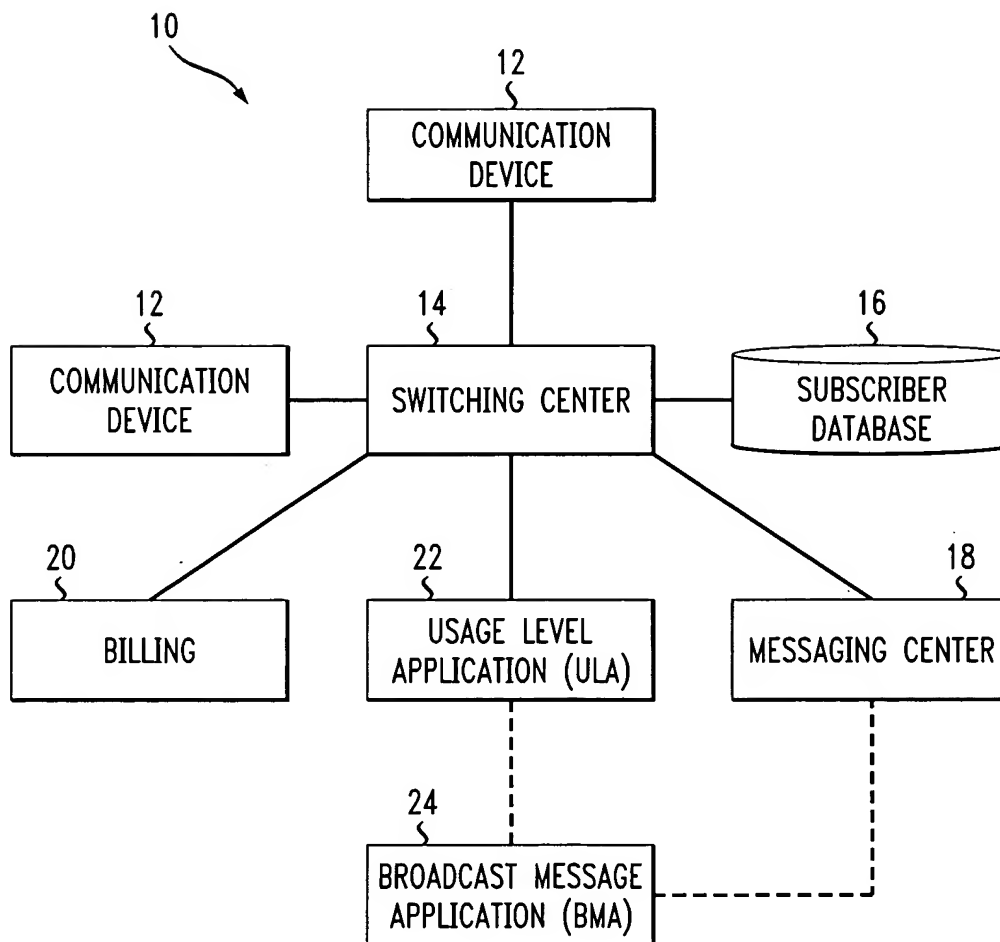 10
12
COMMUNICATION
DEVICE
12
COMMUNICATION
DEVICE
14
SWITCHING CENTER
16
SUBSCRIBER
DATABASE
20
BILLING
22
USAGE LEVEL
APPLICATION (ULA)
18
MESSAGING CENTER
24
BROADCAST MESSAGE
APPLICATION (BMA)